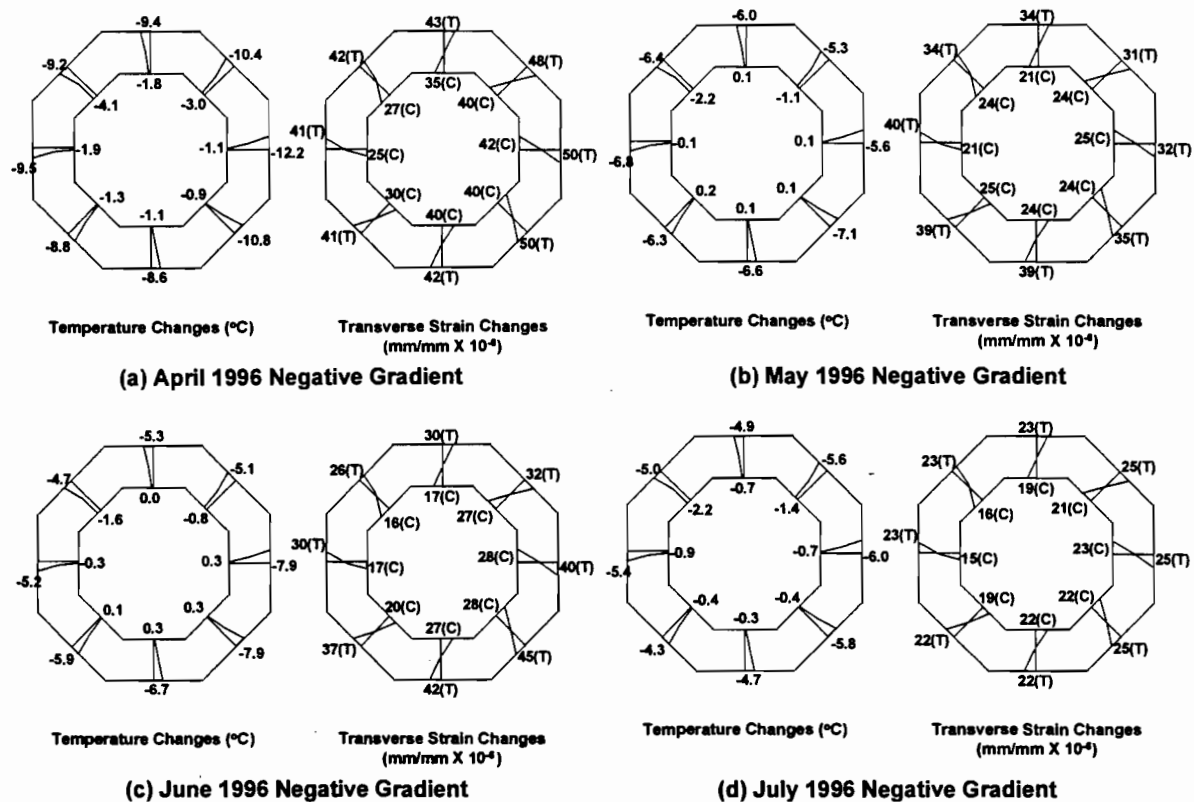 -9.4
-9.2
-10.4
-1.8
-4.1
-3.0
-1.9
-1.1
-9.5
-12.2
-1.3
-0.9
-1.1
-8.8
-10.8
-8.6
Temperature Changes (ºC)
43(T)
42(T)
48(T)
35(C)
27(C)
40(C)
41(T)
25(C)
42(C)
50(T)
30(C)
40(C)
40(C)
41(T)
50(T)
42(T)
Transverse Strain Changes
(mm/mm X 10⁻⁶)
(a) April 1996 Negative Gradient
-6.0
-6.4
-5.3
0.1
-2.2
-1.1
-0.1
0.1
-6.8
-5.6
0.2
0.1
0.1
-6.3
-7.1
-6.6
Temperature Changes (ºC)
34(T)
34(T)
31(T)
21(C)
24(C)
24(C)
40(T)
21(C)
25(C)
32(T)
25(C)
24(C)
24(C)
39(T)
35(T)
39(T)
Transverse Strain Changes
(mm/mm X 10⁻⁶)
(b) May 1996 Negative Gradient
-5.3
-4.7
-5.1
0.0
-1.6
-0.8
-0.3
0.3
-5.2
-7.9
0.1
0.3
0.3
-5.9
-7.9
-6.7
Temperature Changes (ºC)
30(T)
26(T)
32(T)
17(C)
16(C)
27(C)
30(T)
17(C)
28(C)
40(T)
20(C)
28(C)
27(C)
37(T)
45(T)
42(T)
Transverse Strain Changes
(mm/mm X 10⁻⁶)
(c) June 1996 Negative Gradient
-4.9
-5.0
-5.6
-0.7
-2.2
-1.4
-0.9
-0.7
-5.4
-6.0
-0.4
-0.4
-0.3
-4.3
-5.8
-4.7
Temperature Changes (ºC)
23(T)
23(T)
25(T)
19(C)
16(C)
21(C)
23(T)
15(C)
23(C)
25(T)
19(C)
22(C)
22(C)
22(T)
25(T)
22(T)
Transverse Strain Changes
(mm/mm X 10⁻⁶)
(d) July 1996 Negative Gradient